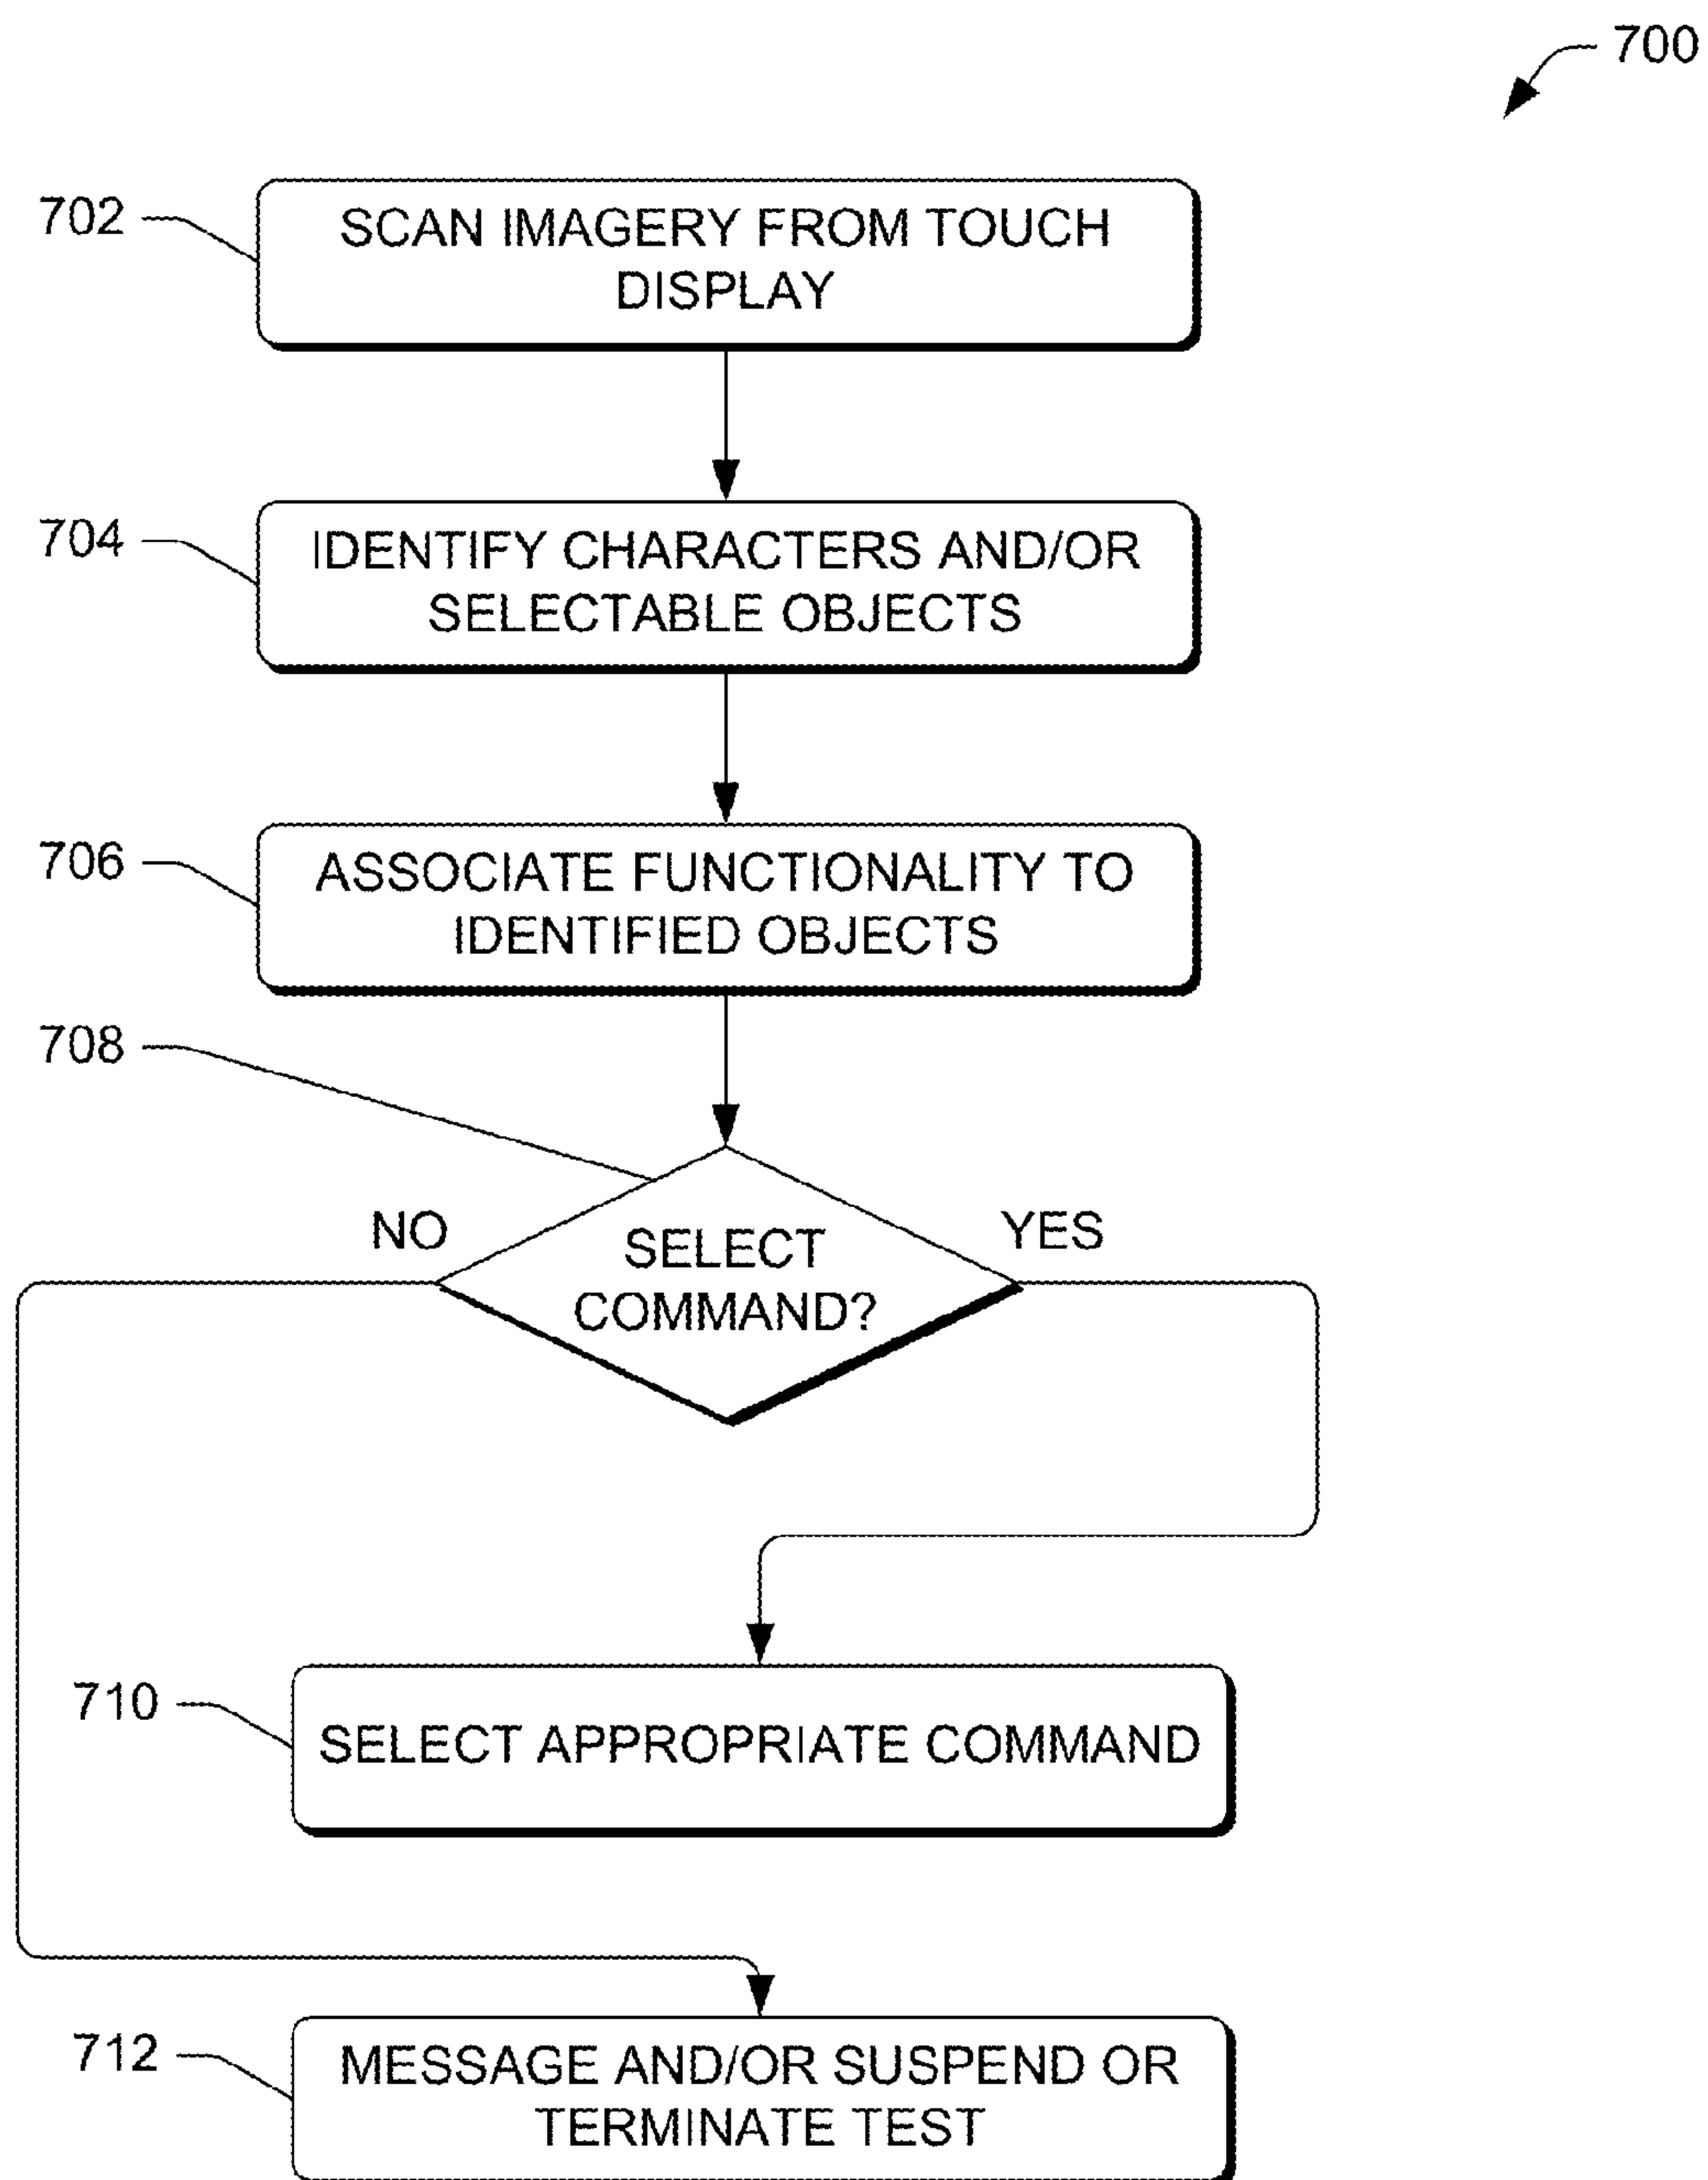 700
702
SCAN IMAGERY FROM TOUCH
DISPLAY
704
IDENTIFY CHARACTERS AND/OR
SELECTABLE OBJECTS
706
ASSOCIATE FUNCTIONALITY TO
IDENTIFIED OBJECTS
708
NO
YES
SELECT
COMMAND?
710
SELECT APPROPRIATE COMMAND
712
MESSAGE AND/OR SUSPEND OR
TERMINATE TEST